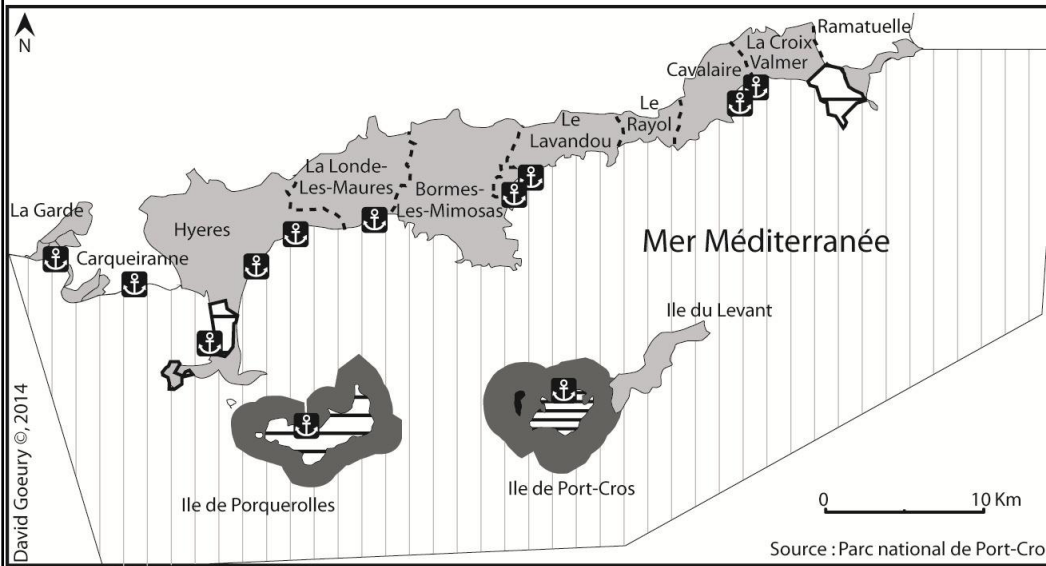 N
Ramatuelle
La Croix
Valmer
Cavalaire
Le
Rayol
Le
Lavandou
La Londe-
Les-Maures
Bormes-
Les-Mimosas
La Garde
Hyeres
Carqueiranne
Mer Méditerranée
Ile du Levant
Ile de Porquerolles
Ile de Port-Cros
0 10 Km
David Goeury ©, 2014
Source : Parc national de Port-Cro